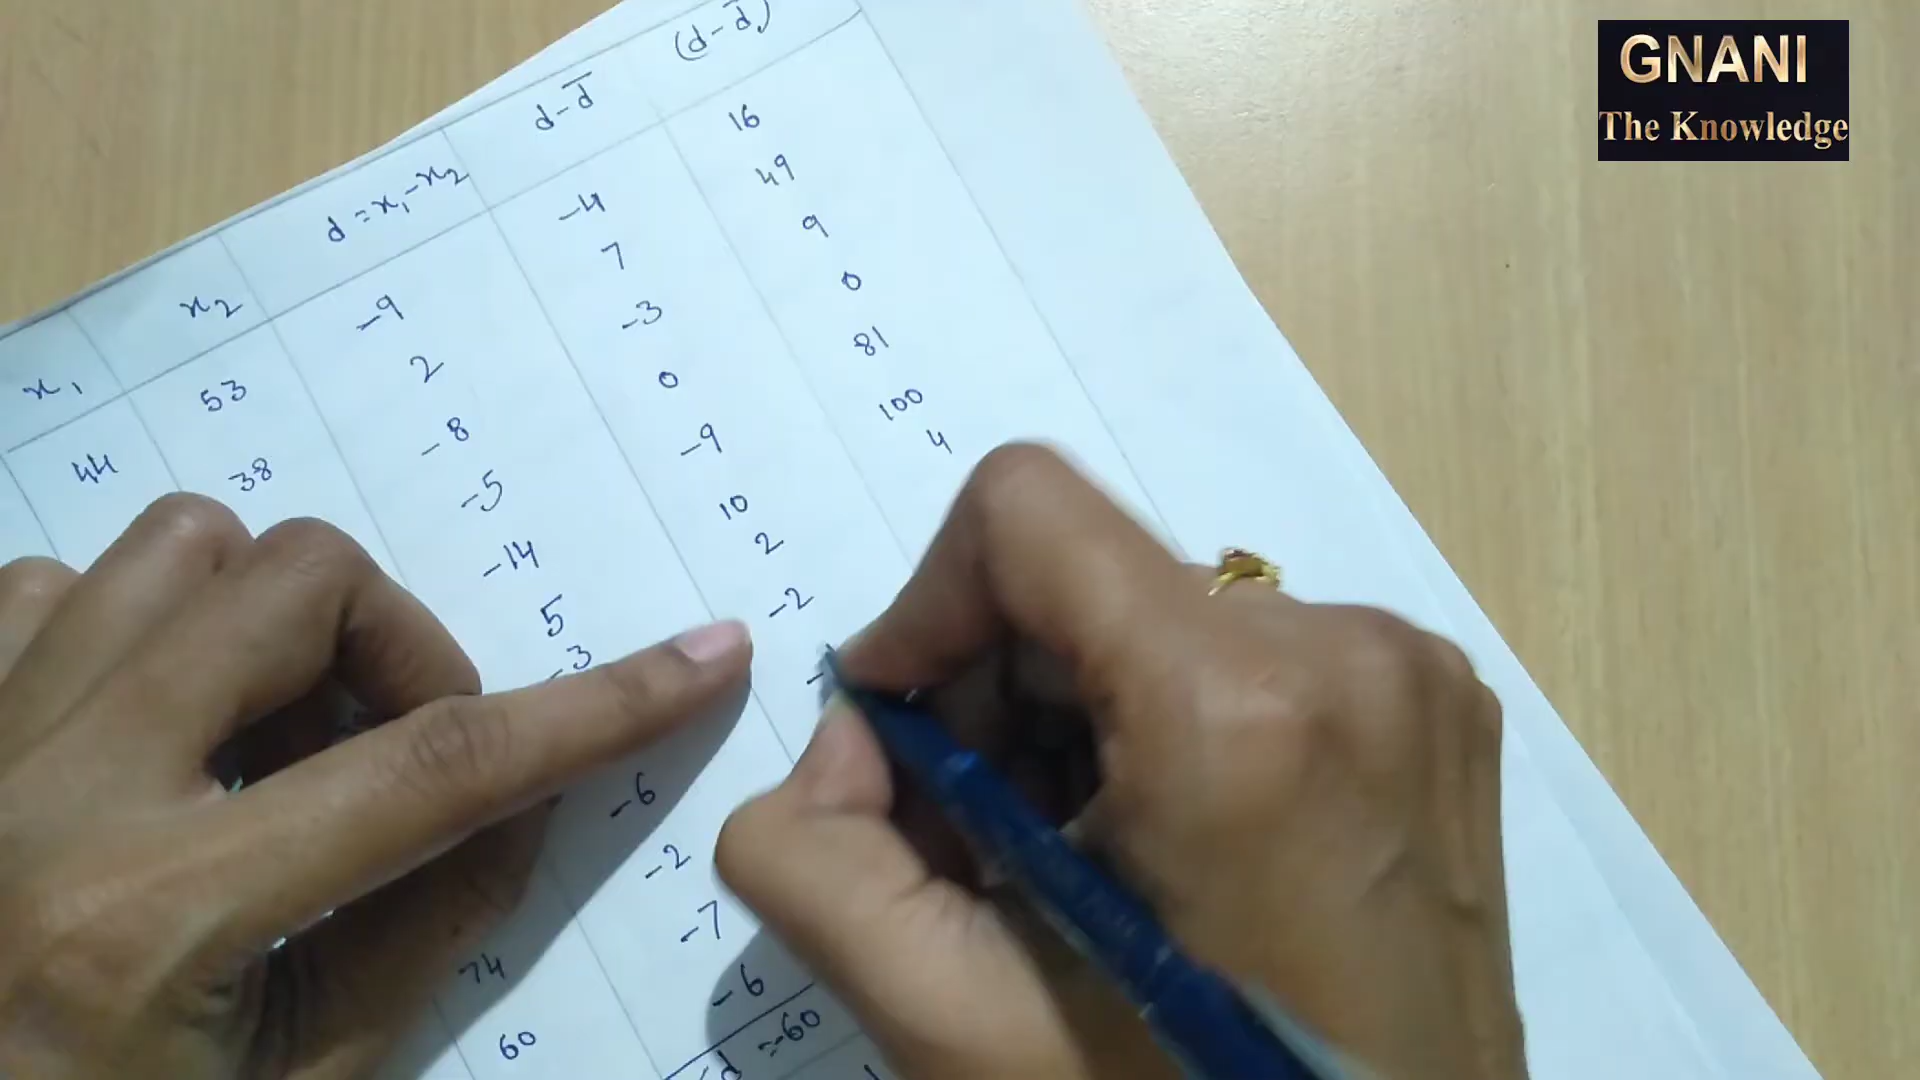 GNANI
The Knowledge
x₁ x₂ d = x₁-x₂ d-d̅ (d-d̅)
44 53 -9 -4 16
38 2 7 49
-8 -3 9
-5 0 0
-14 -9 81
5 10 100
-3 2 4
-2
-6
-2
74 -7
60 -6
d =-60